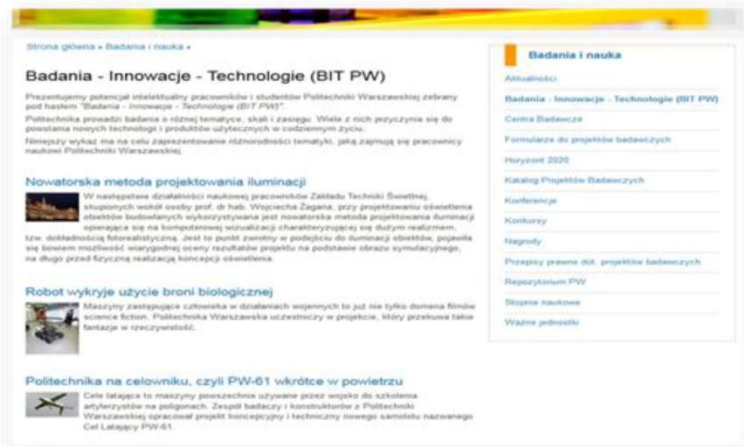 Strona główna » Badania i nauka »
Badania - Innowacje - Technologie (BIT PW)
Prezentujemy potencjał intelektualny pracowników i studentów Politechniki Warszawskiej zebrany
pod hasłem "Badania - Innowacje - Technologie (BIT PW)".
Politechnika prowadzi badania o różnej tematyce, skali i zasięgu. Wiele z nich przyczynia się do
powstania nowych technologii i produktów użytecznych w codziennym życiu.
Niniejszy wykaz ma na celu zaprezentowanie różnorodności tematyki, jaką zajmują się pracownicy
naukowi Politechniki Warszawskiej.
Nowatorska metoda projektowania iluminacji
W następstwie działalności naukowej pracowników Zakładu Techniki Świetlnej,
skupionych wokół osoby prof. dr hab. Wojciecha Żagana, przy projektowaniu oświetlenia
obiektów budowlanych wykorzystywana jest nowatorska metoda projektowania iluminacji
opierająca się na komputerowej wizualizacji charakteryzującej się dużym realizmem,
tzw. dokładnością fotorealistyczną. Jest to punkt zwrotny w podejściu do iluminacji obiektów, pojawiła
się bowiem możliwość wiarygodnej oceny rezultatów projektu na podstawie obrazu symulacyjnego,
na długo przed fizyczną realizacją koncepcji oświetlenia.
Robot wykryje użycie broni biologicznej
Maszyny zastępujące człowieka w działaniach wojennych to już nie tylko domena filmów
science fiction. Politechnika Warszawska uczestniczy w projekcie, który przekuwa takie
fantazje w rzeczywistość.
Politechnika na celowniku, czyli PW-61 wkrótce w powietrzu
Cele latające to maszyny powszechnie używane przez wojsko do szkolenia
artylerzystów na poligonach. Zespół badaczy i konstruktorów z Politechniki
Warszawskiej opracował projekt koncepcyjny i techniczny nowego samolotu nazwanego
Cel Latający PW-61.
Badania i nauka
Aktualności
Badania - Innowacje - Technologie (BIT PW)
Centra Badawcze
Formularze do projektów badawczych
Horyzont 2020
Katalog Projektów Badawczych
Konferencje
Konkursy
Nagrody
Przepisy prawne dot. projektów badawczych
Repozytorium PW
Stopnie naukowe
Ważne jednostki